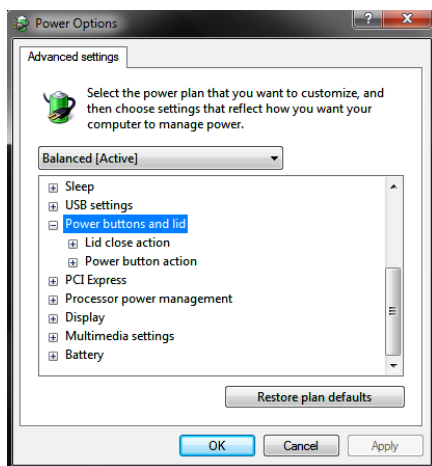 Power Options
Advanced settings
Select the power plan that you want to customize, and
then choose settings that reflect how you want your
computer to manage power.
Balanced [Active]
Sleep
USB settings
Power buttons and lid
Lid close action
Power button action
PCI Express
Processor power management
Display
Multimedia settings
Battery
Restore plan defaults
OK Cancel Apply